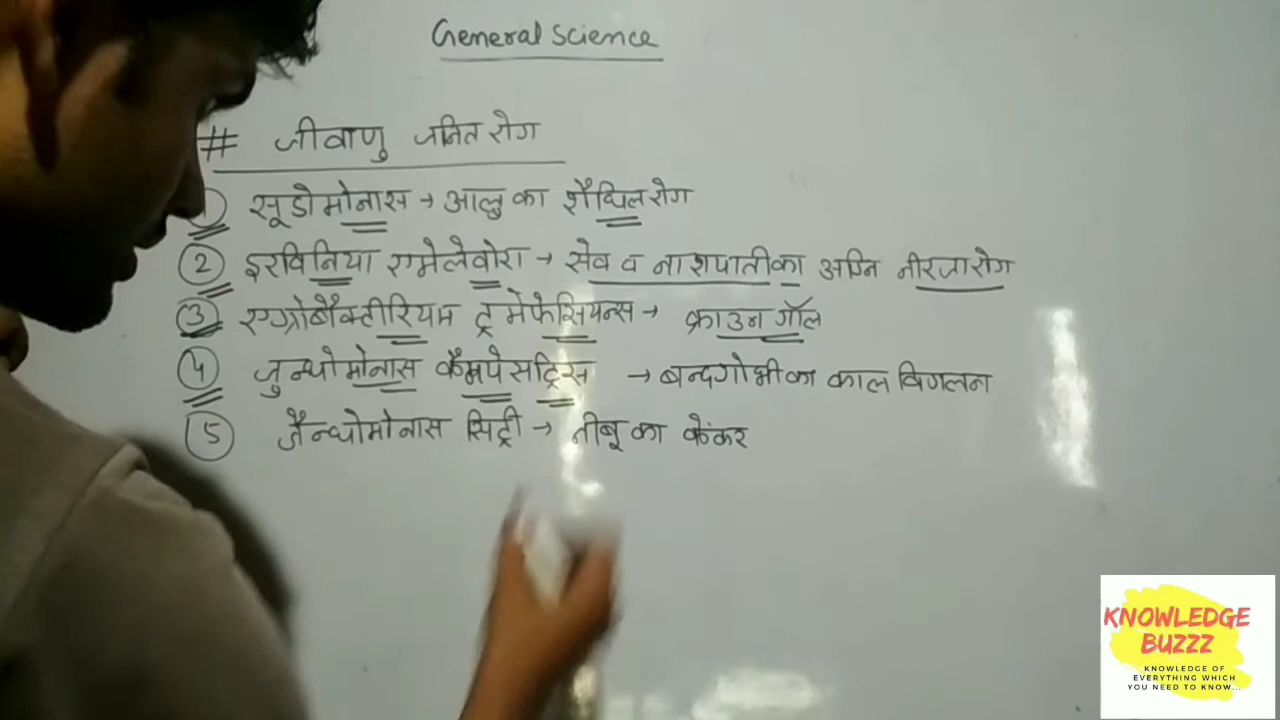 General Science
# जीवाणु जनित रोग
1 सूडोमोनास → आलु का शैथिल रोग
2 इरविनिया एमेलेवोरा → सेव व नाशपाती का अग्नि नीरजा रोग
3 एग्रोबैक्टीरियम ट्रमेफेसियन्स → क्राउन गॉल
4 जुन्थोमोनास कैम्पेसट्रिस → बन्दगोभी का काल विगलन
5 जैन्थोमोनास सिट्री → नीबू का केंकर
KNOWLEDGE
BUZZZ
KNOWLEDGE OF
EVERYTHING WHICH
YOU NEED TO KNOW...